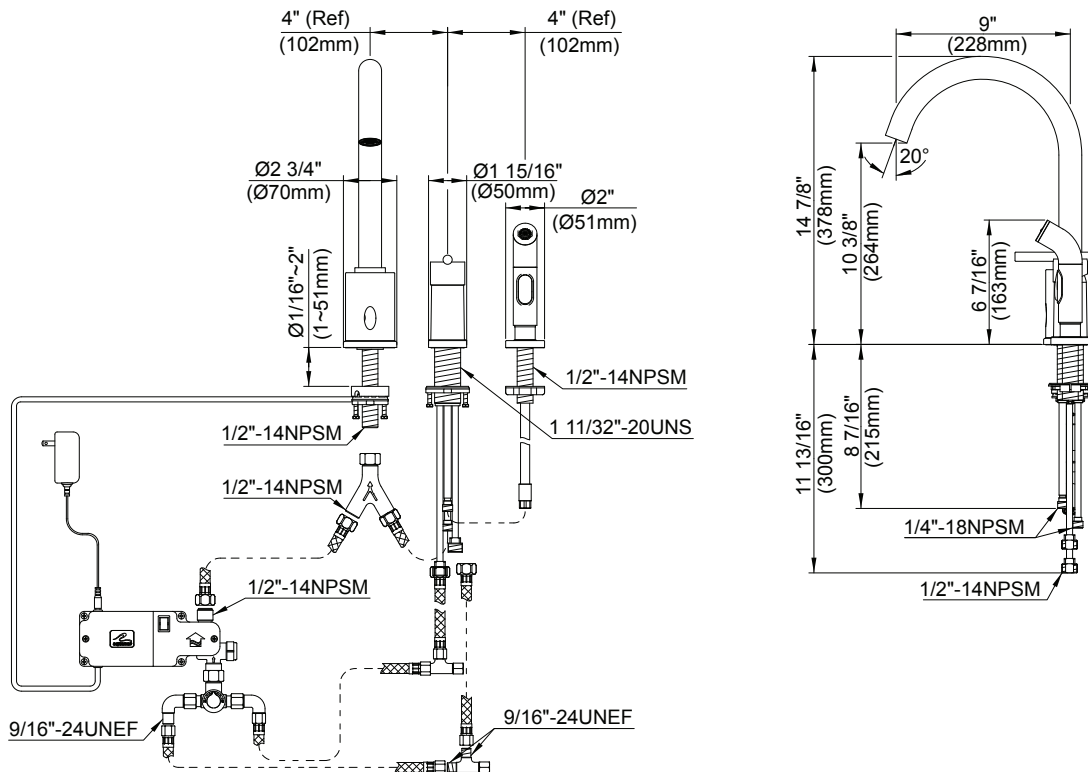 4" (Ref)
(102mm)
4" (Ref)
(102mm)
9"
(228mm)
Ø2 3/4"
(Ø70mm)
Ø1 15/16"
(Ø50mm)
Ø2"
(Ø51mm)
20°
14 7/8"
(378mm)
10 3/8"
(264mm)
6 7/16"
(163mm)
Ø1/16"~2"
(1~51mm)
1/2"-14NPSM
1 11/32"-20UNS
1/2"-14NPSM
1/2"-14NPSM
11 13/16"
(300mm)
8 7/16"
(215mm)
1/4"-18NPSM
1/2"-14NPSM
1/2"-14NPSM
9/16"-24UNEF
9/16"-24UNEF